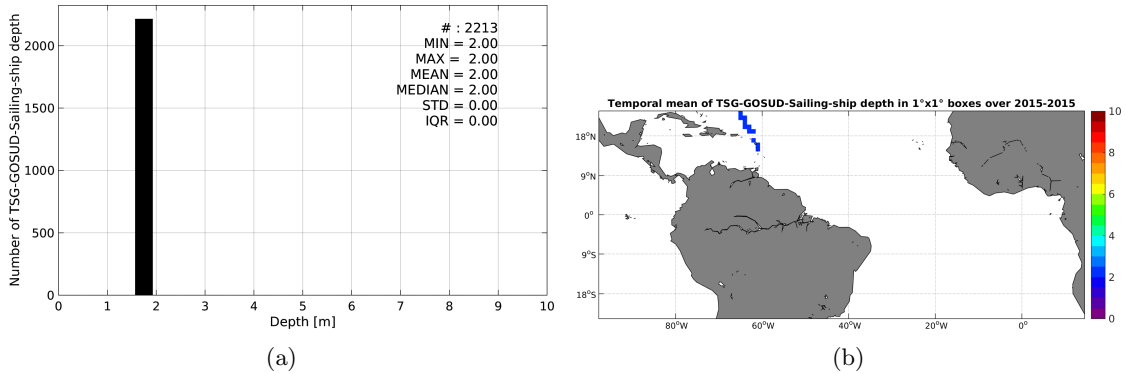 Number of TSG-GOSUD-Sailing-ship depth
2000
1500
1000
500
0
# : 2213
MIN = 2.00
MAX = 2.00
MEAN = 2.00
MEDIAN = 2.00
STD = 0.00
IQR = 0.00
0 1 2 3 4 5 6 7 8 9 10
Depth [m]
(a)
Temporal mean of TSG-GOSUD-Sailing-ship depth in 1°x1° boxes over 2015-2015
18°N
9°N
0°
9°S
18°S
80°W 60°W 40°W 20°W 0°
10
8
6
4
2
0
(b)